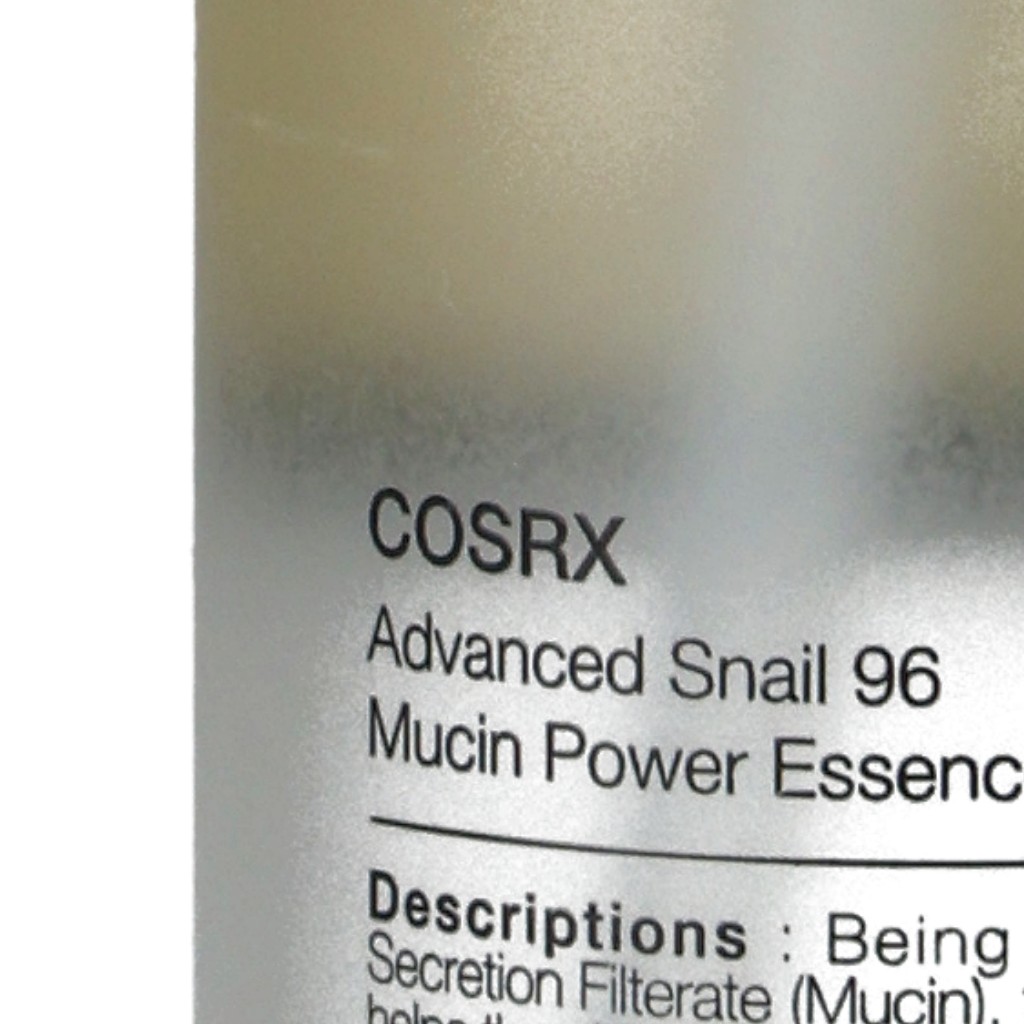 COSRX
Advanced Snail 96
Mucin Power Essenc
Descriptions : Being
Secretion Filterate (Mucin),